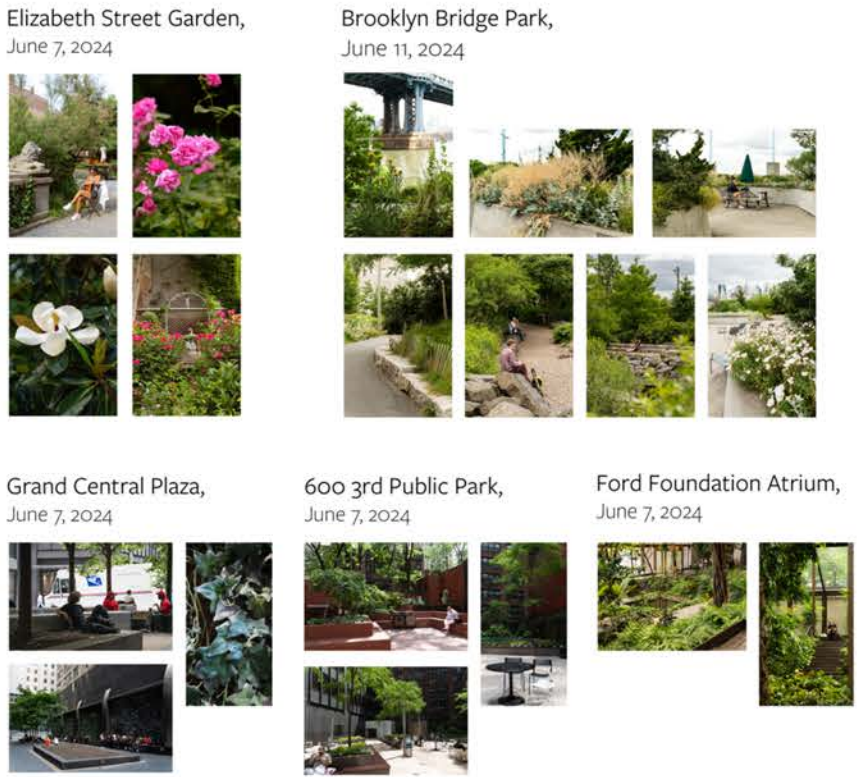 Elizabeth Street Garden,
June 7, 2024
Brooklyn Bridge Park,
June 11, 2024
Grand Central Plaza,
June 7, 2024
600 3rd Public Park,
June 7, 2024
Ford Foundation Atrium,
June 7, 2024